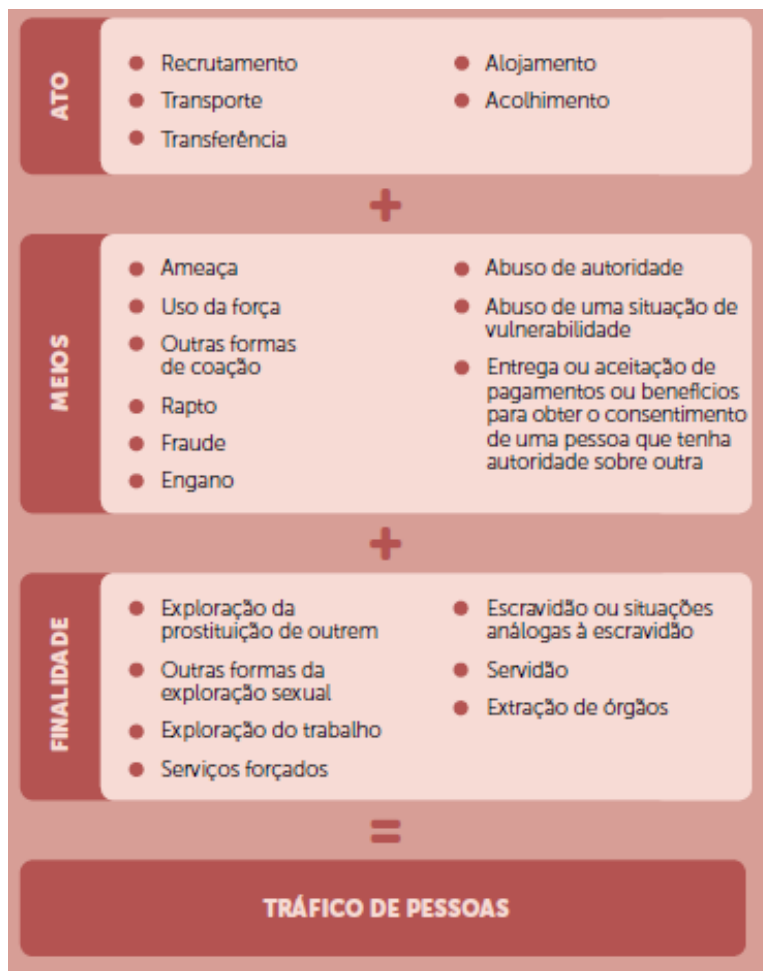 ATO
Recrutamento
Transporte
Transferência
Alojamento
Acolhimento
+
MEIOS
Ameaça
Uso da força
Outras formas
de coação
Rapto
Fraude
Engano
Abuso de autoridade
Abuso de uma situação de
vulnerabilidade
Entrega ou aceitação de
pagamentos ou benefícios
para obter o consentimento
de uma pessoa que tenha
autoridade sobre outra
+
FINALIDADE
Exploração da
prostituição de outrem
Outras formas da
exploração sexual
Exploração do trabalho
Serviços forçados
Escravidão ou situações
análogas à escravidão
Servidão
Extração de órgãos
=
TRÁFICO DE PESSOAS